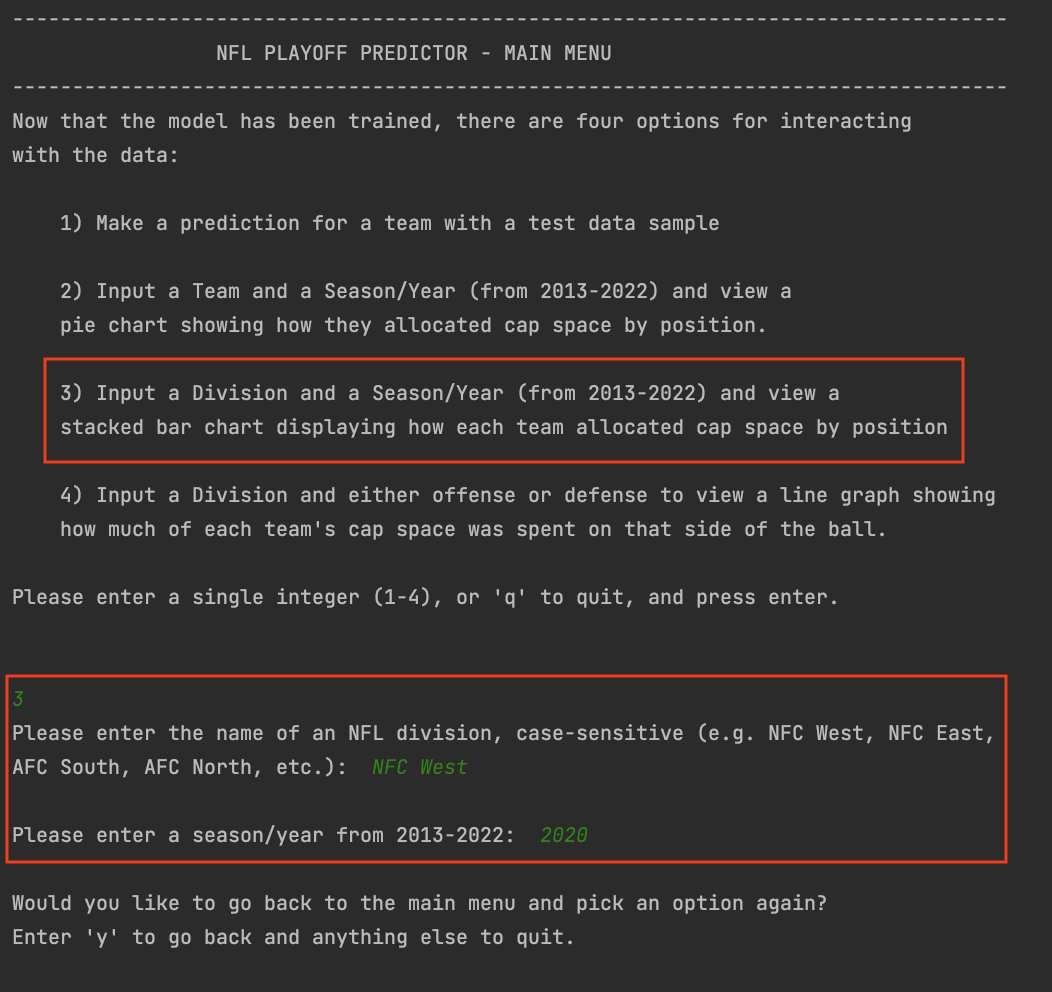 -----------------------------------------------------------------------------------
NFL PLAYOFF PREDICTOR - MAIN MENU
-----------------------------------------------------------------------------------
Now that the model has been trained, there are four options for interacting
with the data:
1) Make a prediction for a team with a test data sample
2) Input a Team and a Season/Year (from 2013-2022) and view a
pie chart showing how they allocated cap space by position.
3) Input a Division and a Season/Year (from 2013-2022) and view a
stacked bar chart displaying how each team allocated cap space by position
4) Input a Division and either offense or defense to view a line graph showing
how much of each team's cap space was spent on that side of the ball.
Please enter a single integer (1-4), or 'q' to quit, and press enter.
3
Please enter the name of an NFL division, case-sensitive (e.g. NFC West, NFC East,
AFC South, AFC North, etc.):  NFC West
Please enter a season/year from 2013-2022:  2020
Would you like to go back to the main menu and pick an option again?
Enter 'y' to go back and anything else to quit.